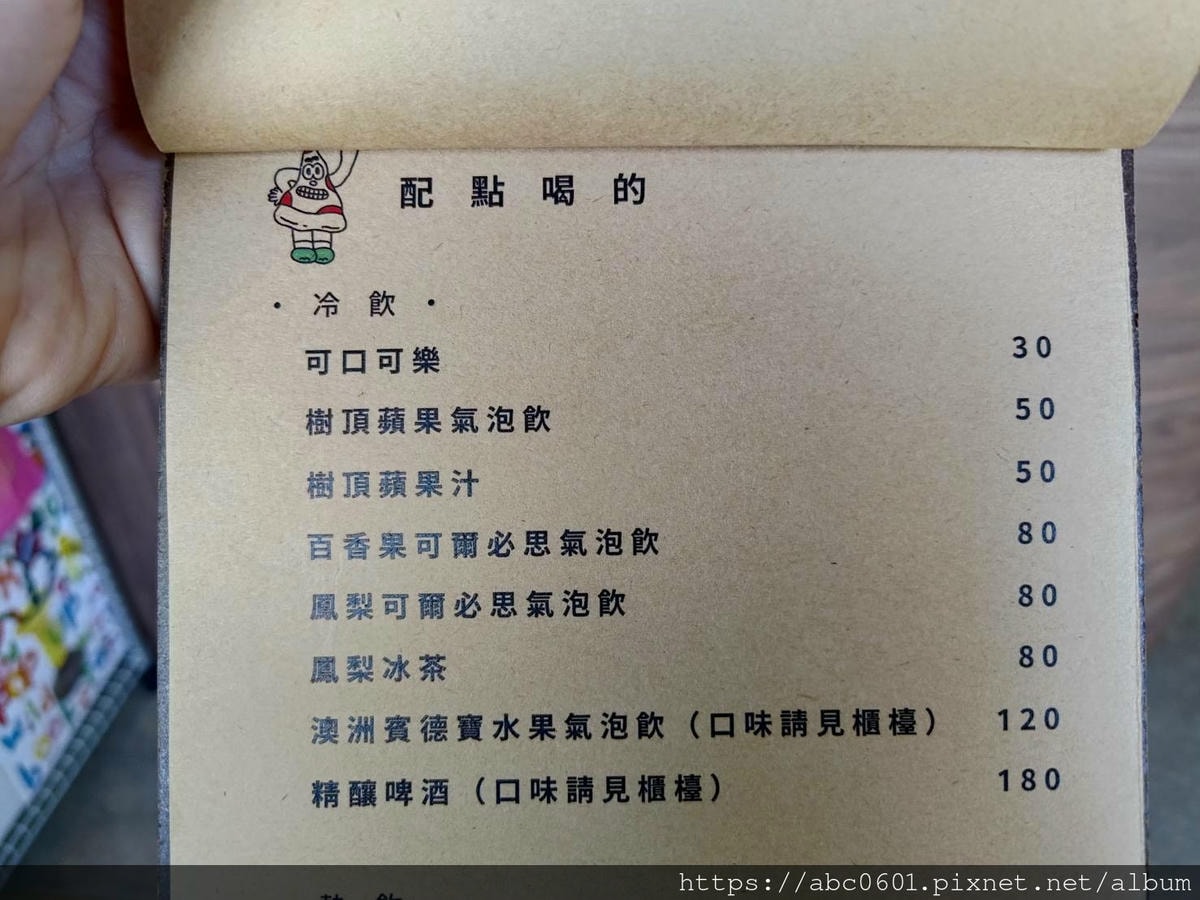 配點喝的
・冷飲・
可口可樂 30
樹頂蘋果氣泡飲 50
樹頂蘋果汁 50
百香果可爾必思氣泡飲 80
鳳梨可爾必思氣泡飲 80
鳳梨冰茶 80
澳洲賓德寶水果氣泡飲（口味請見櫃檯） 120
精釀啤酒（口味請見櫃檯） 180
https://abc0601.pixnet.net/album